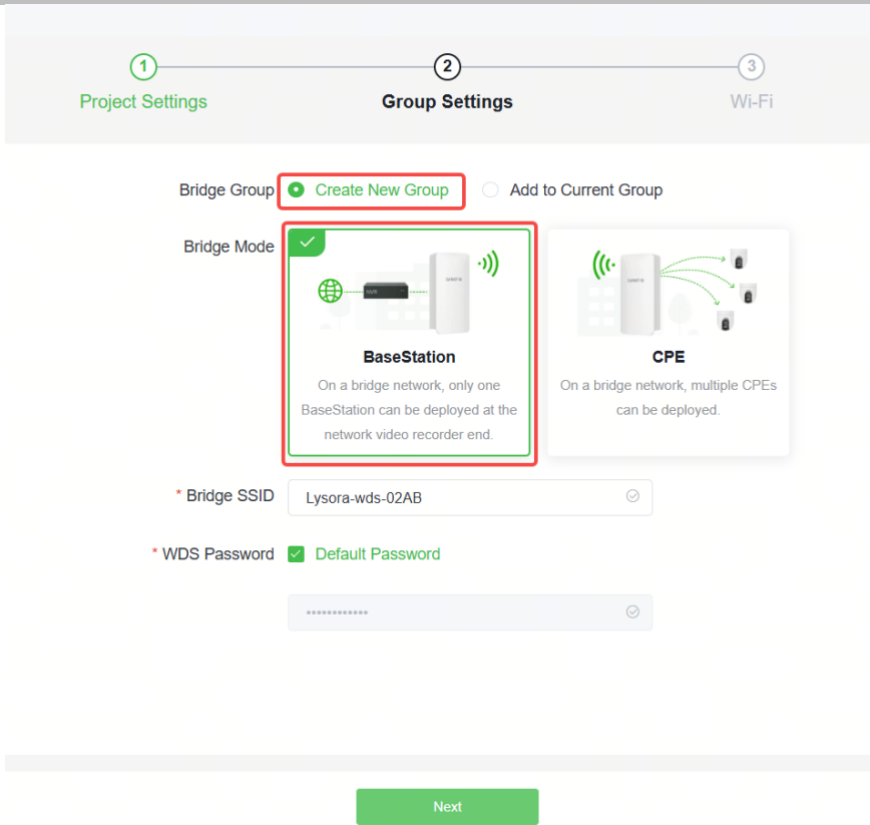 1
2
3
Project Settings
Group Settings
Wi-Fi
Bridge Group
Create New Group
Add to Current Group
Bridge Mode
BaseStation
On a bridge network, only one
BaseStation can be deployed at the
network video recorder end.
CPE
On a bridge network, multiple CPEs
can be deployed.
* Bridge SSID
Lysora-wds-02AB
* WDS Password
Default Password
••••••••••••
Next